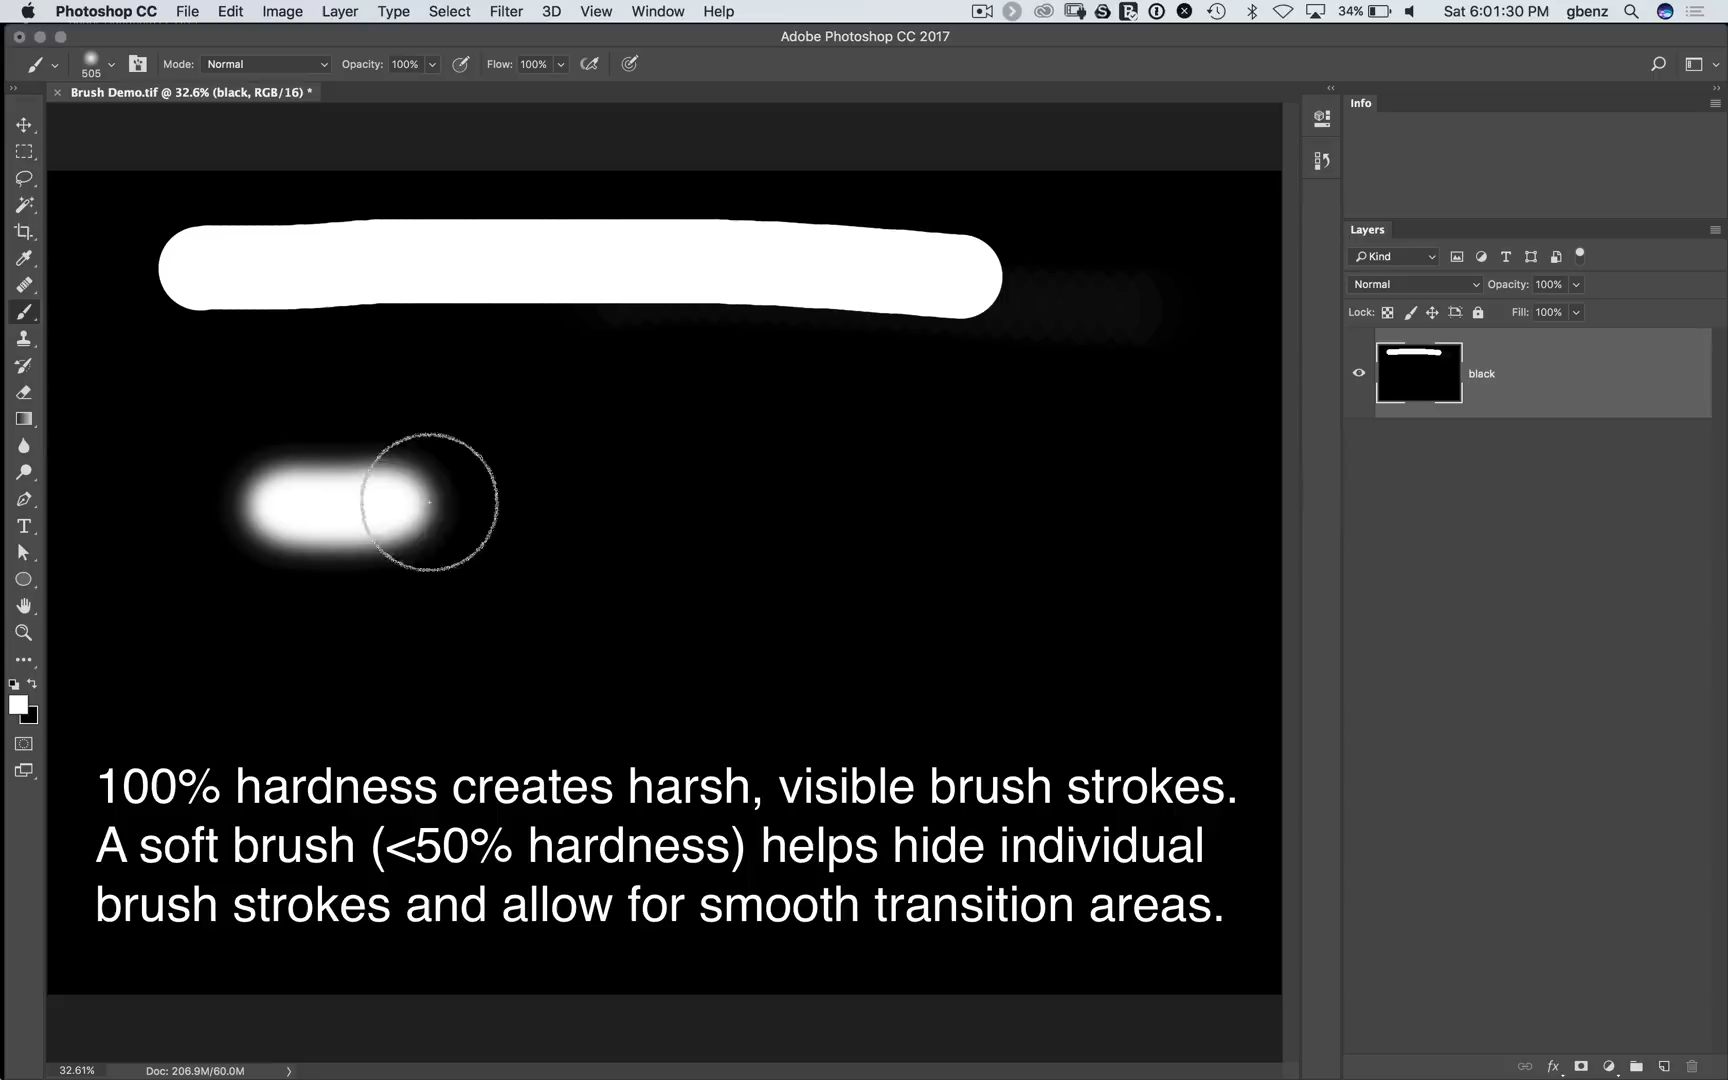 Photoshop CC File Edit Image Layer Type Select Filter 3D View Window Help 34% Sat 6:01:30 PM gbenz
Adobe Photoshop CC 2017
505 Mode: Normal Opacity: 100% Flow: 100%
Brush Demo.tif @ 32.6% (black, RGB/16) *
Info
Layers
Kind
Normal Opacity: 100%
Lock: Fill: 100%
black
100% hardness creates harsh, visible brush strokes.
A soft brush (<50% hardness) helps hide individual
brush strokes and allow for smooth transition areas.
32.61% Doc: 206.9M/60.0M